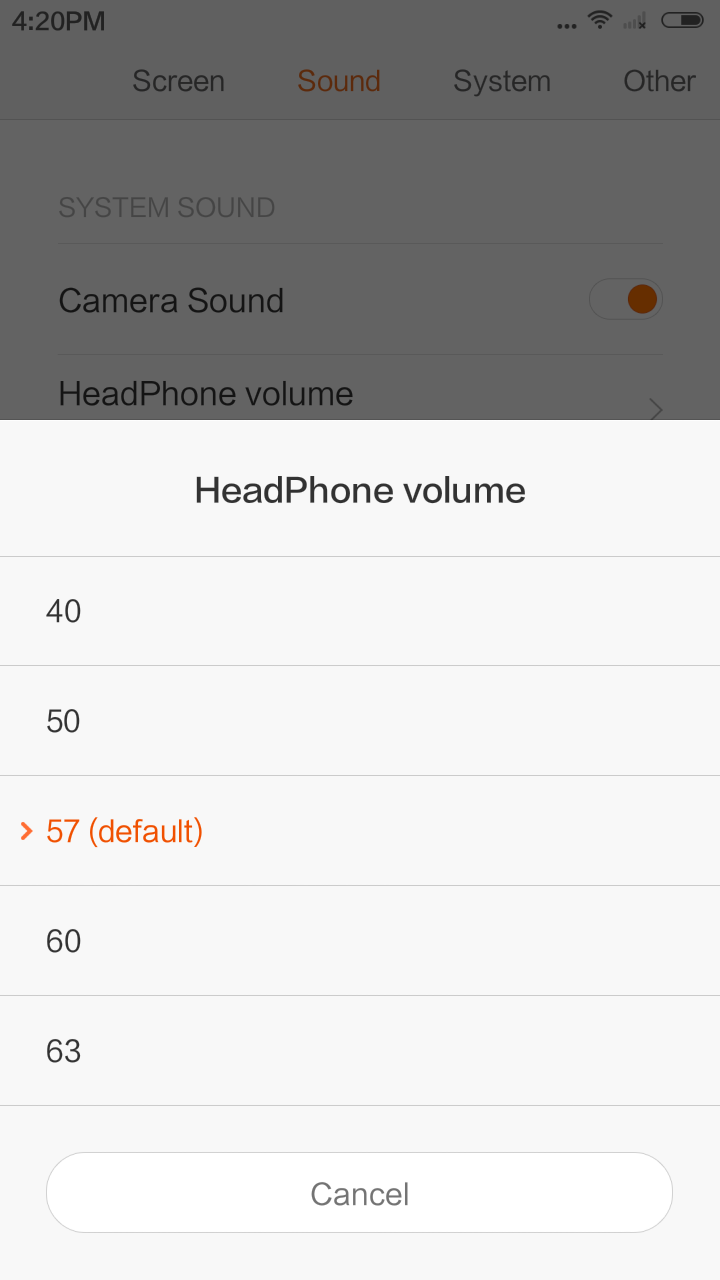 4:20PM
Screen Sound System Other
SYSTEM SOUND
Camera Sound
HeadPhone volume
HeadPhone volume
40
50
57 (default)
60
63
Cancel